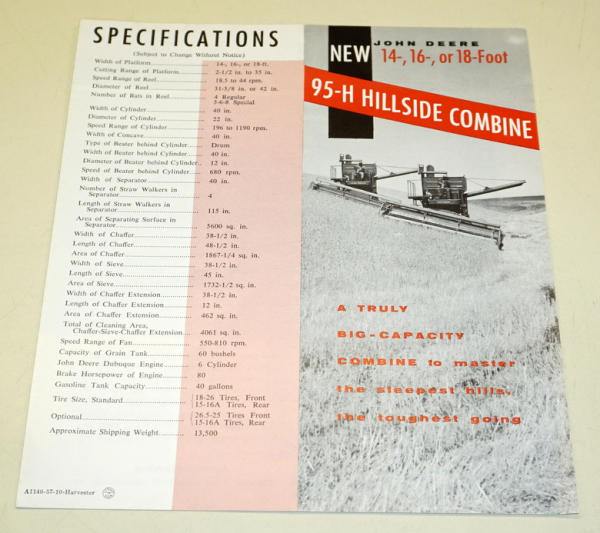 SPECIFICATIONS
(Subject to Change Without Notice)
Width of Platform 14-, 16-, or 18-ft.
Cutting Range of Platform 2-1/2 in. to 35 in.
Speed Range of Reel 18.5 to 44 rpm.
Diameter of Reel 31-5/8 in. or 42 in.
Number of Bats in Reel 4 Regular
5-6-8 Special
Width of Cylinder 40 in.
Diameter of Cylinder 22 in.
Speed Range of Cylinder 196 to 1190 rpm.
Width of Concave 40 in.
Type of Beater behind Cylinder Drum
Width of Beater behind Cylinder 40 in.
Diameter of Beater behind Cylinder 12 in.
Speed of Beater behind Cylinder 680 rpm.
Width of Separator 40 in.
Number of Straw Walkers in
Separator 4
Length of Straw Walkers in
Separator 115 in.
Area of Separating Surface in
Separator 5600 sq. in.
Width of Chaffer 38-1/2 in.
Length of Chaffer 48-1/2 in.
Area of Chaffer 1867-1/4 sq. in.
Width of Sieve 38-1/2 in.
Length of Sieve 45 in.
Area of Sieve 1732-1/2 sq. in.
Width of Chaffer Extension 38-1/2 in.
Length of Chaffer Extension 12 in.
Area of Chaffer Extension 462 sq. in.
Total of Cleaning Area,
Chaffer-Sieve-Chaffer Extension 4061 sq. in.
Speed Range of Fan 550-810 rpm.
Capacity of Grain Tank 60 bushels
John Deere Dubuque Engine 6 Cylinder
Brake Horsepower of Engine 80
Gasoline Tank Capacity 40 gallons
Tire Size, Standard 18-26 Tires, Front
15-16A Tires, Rear
Optional 26.5-25 Tires Front
15-16A Tires, Rear
Approximate Shipping Weight 13,500
A1140-57-10-Harvester
NEW JOHN DEERE
14-, 16-, or 18-Foot
95-H HILLSIDE COMBINE
A TRULY
BIG-CAPACITY
COMBINE to master
the steepest hills,
the toughest going